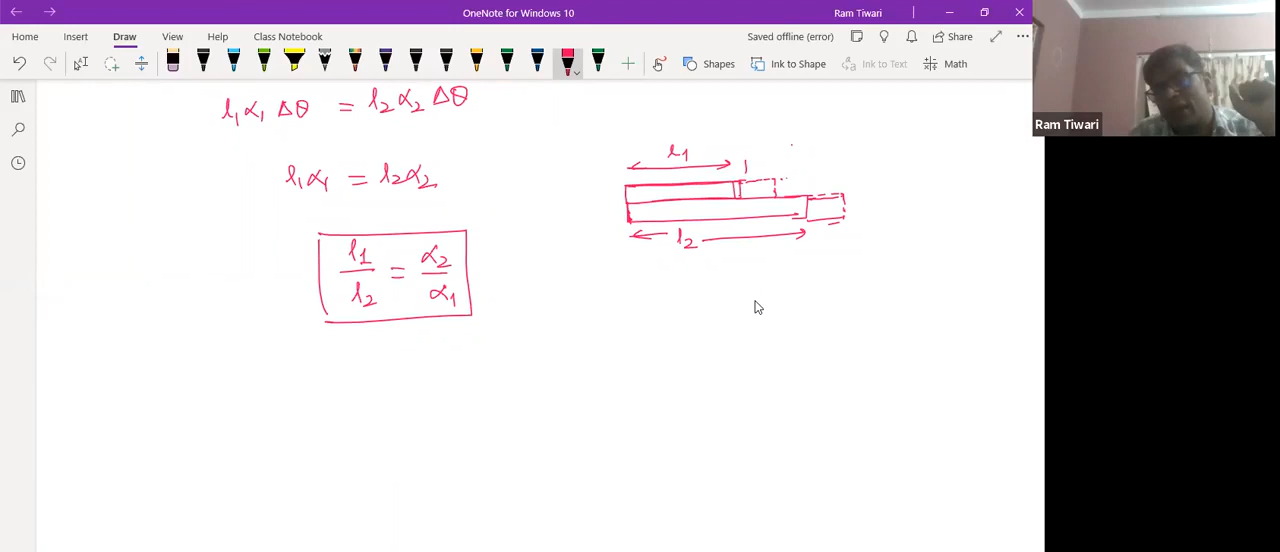 OneNote for Windows 10
Ram Tiwari
Home Insert Draw View Help Class Notebook
Saved offline (error)
Share
Shapes
Ink to Shape
Ink to Text
Math
Ram Tiwari
l₁α₁ Δθ = l₂α₂ Δθ
l₁α₁ = l₂α₂
l₁/l₂ = α₂/α₁
l₁
l₂